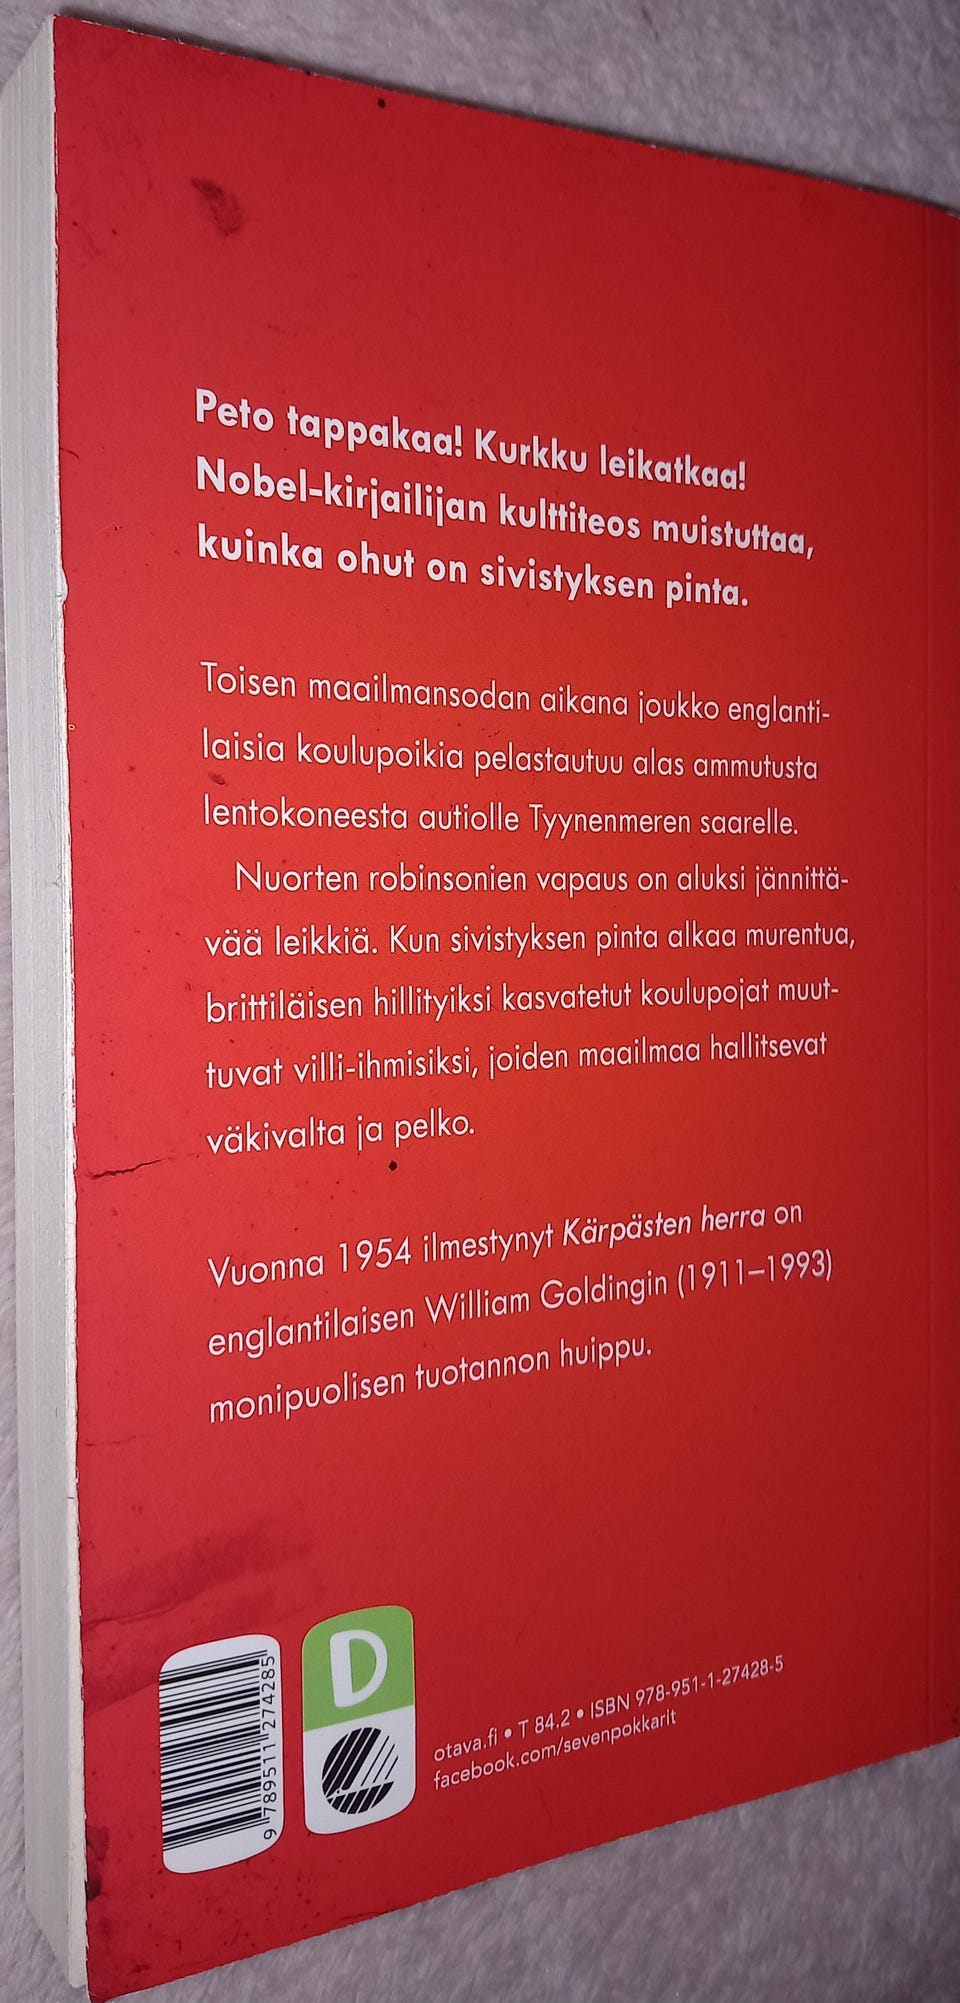 Peto tappakaa! Kurkku leikatkaa!
Nobel-kirjailijan kulttiteos muistuttaa,
kuinka ohut on sivistyksen pinta.
Toisen maailmansodan aikana joukko englanti-
laisia koulupoikia pelastautuu alas ammutusta
lentokoneesta autiolle Tyynenmeren saarelle.
Nuorten robinsonien vapaus on aluksi jännittä-
vää leikkiä. Kun sivistyksen pinta alkaa murentua,
brittiläisen hillityiksi kasvatetut koulupojat muut-
tuvat villi-ihmisiksi, joiden maailmaa hallitsevat
väkivalta ja pelko.
Vuonna 1954 ilmestynyt Kärpästen herra on
englantilaisen William Goldingin (1911–1993)
monipuolisen tuotannon huippu.
9 789511 274285
D
otava.fi • T 84.2 • ISBN 978-951-1-27428-5
facebook.com/sevenpokkarit